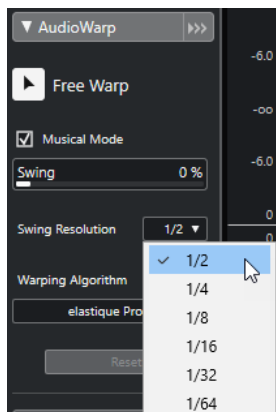 ▼ AudioWarp
-6.0
Free Warp
-oo
Musical Mode
-6.0
Swing 0 %
0
Swing Resolution 1/2 ▼
0
✓ 1/2
Warping Algorithm
1/4
elastique Pro
1/8
1/16
Reset
1/32
1/64